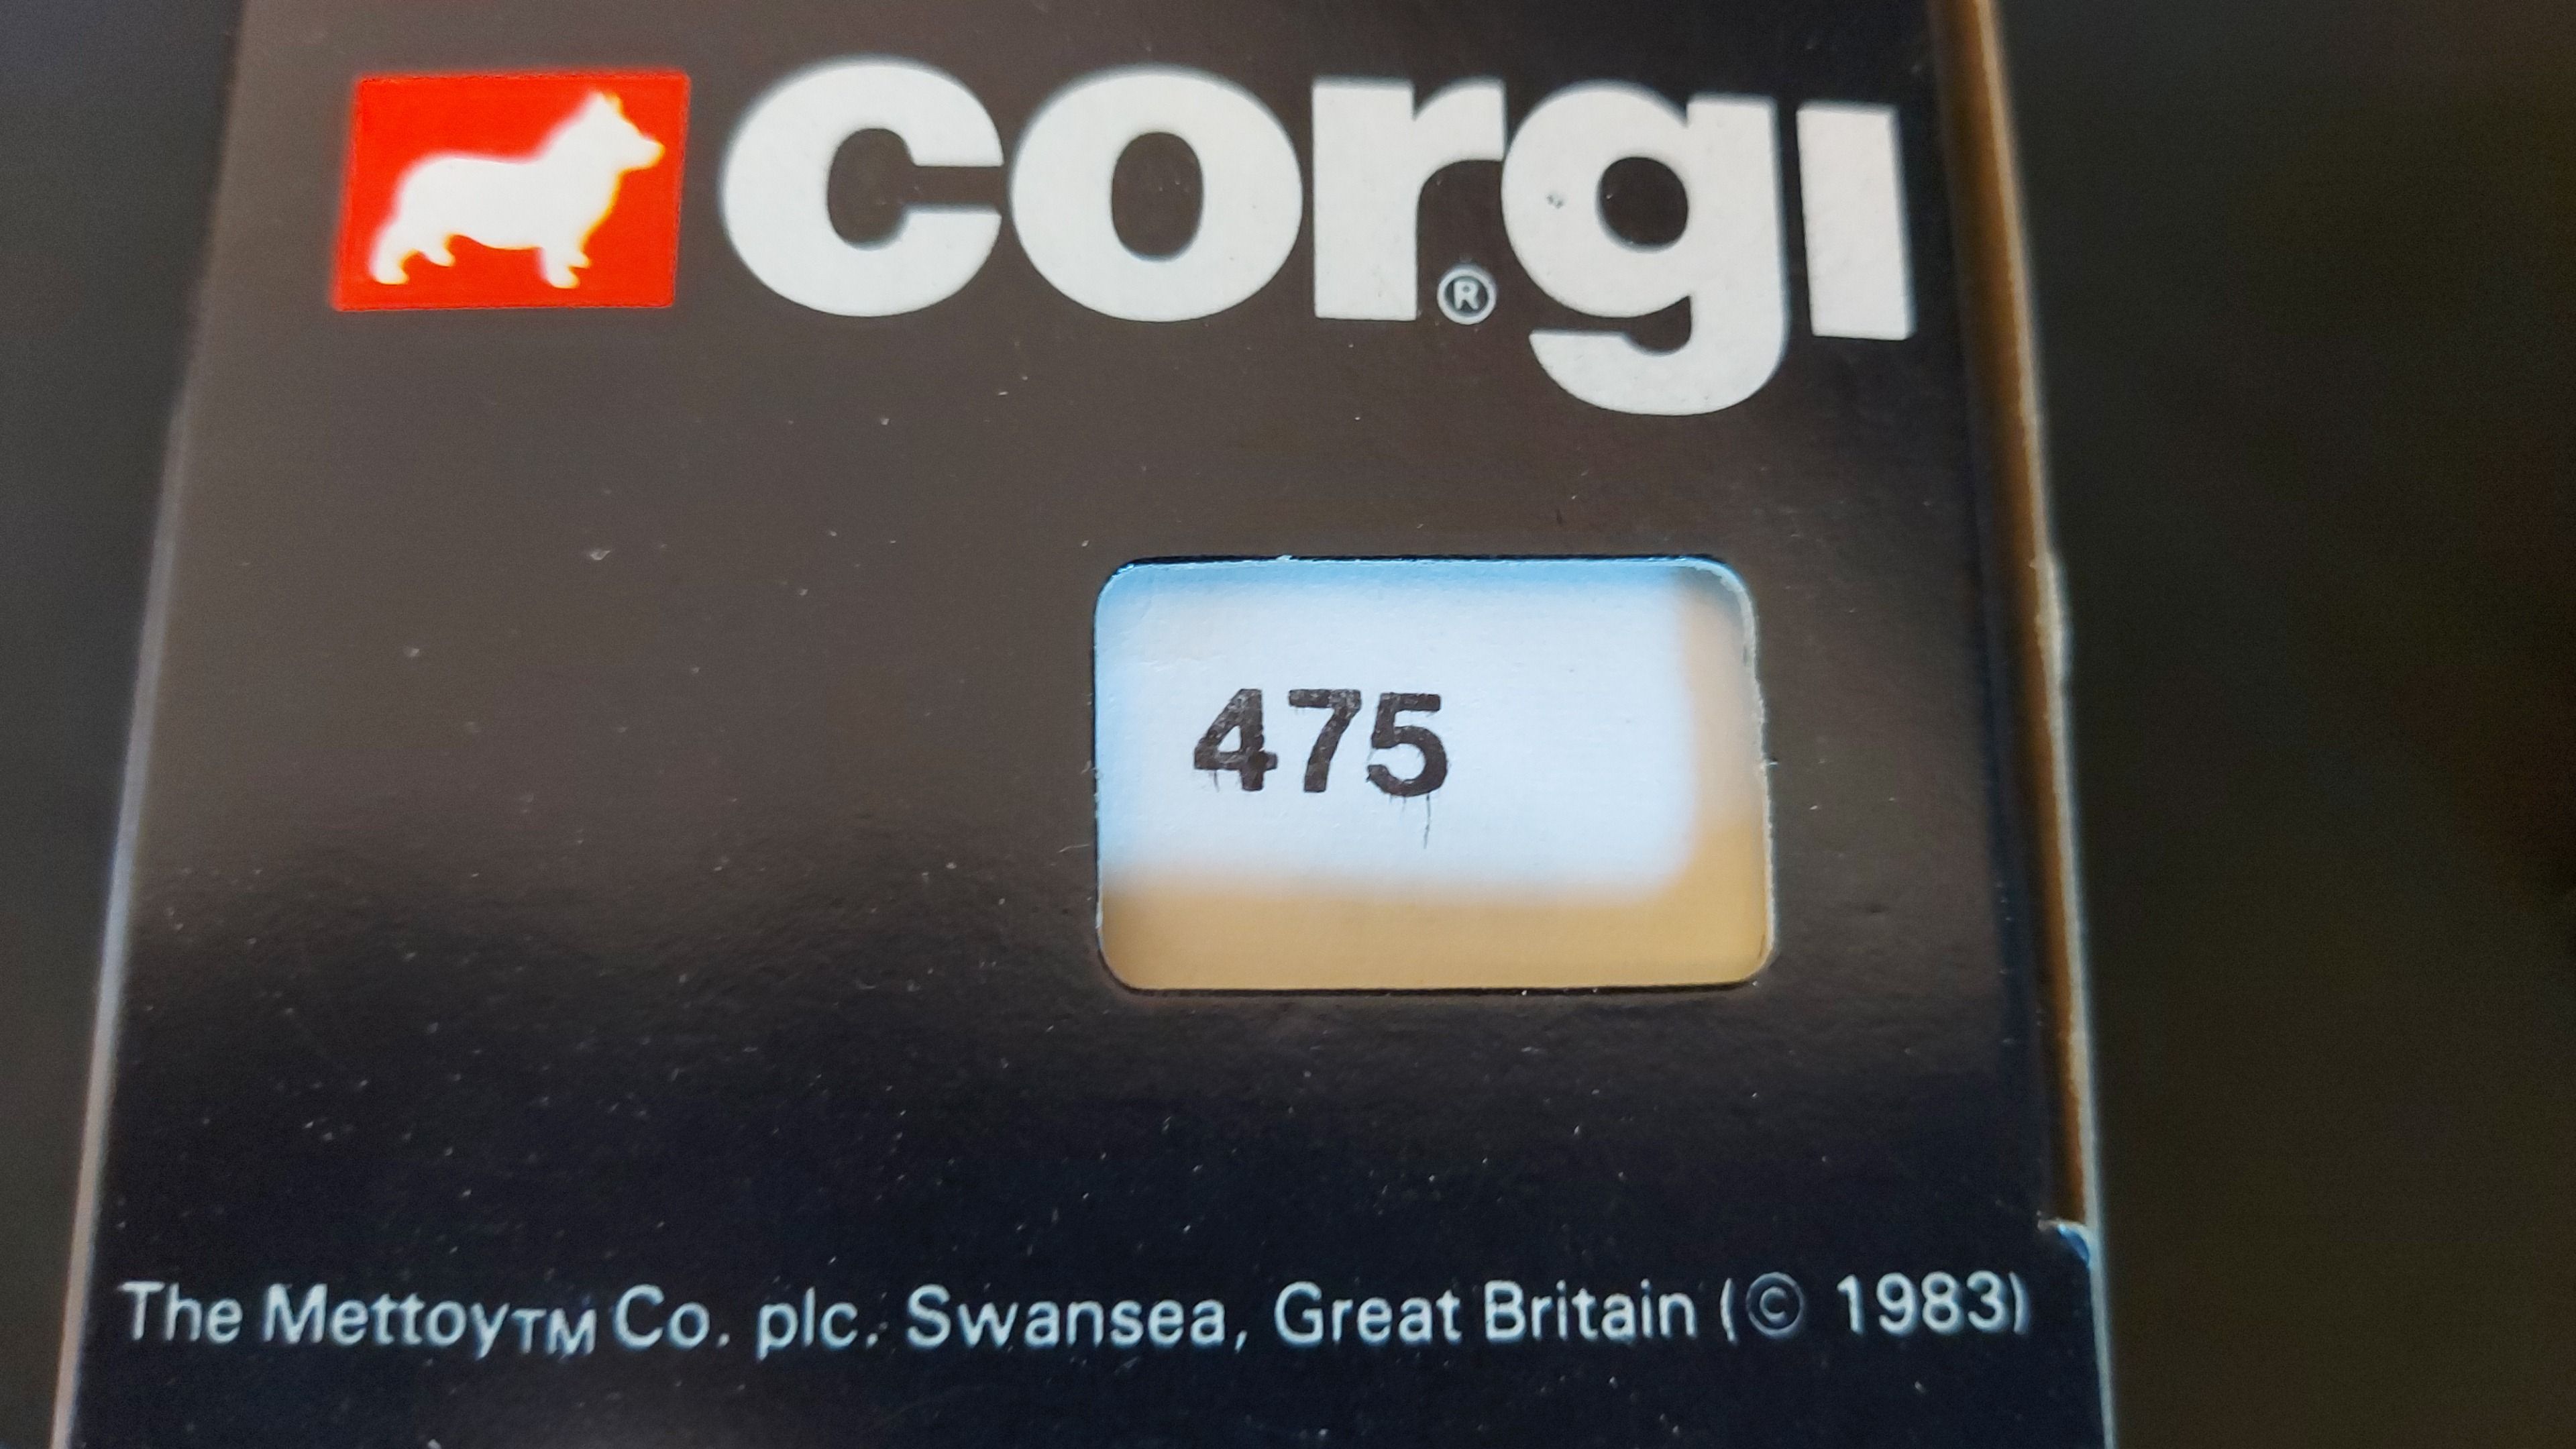 corgi
®
475
The Mettoy™ Co. plc. Swansea, Great Britain (© 1983)